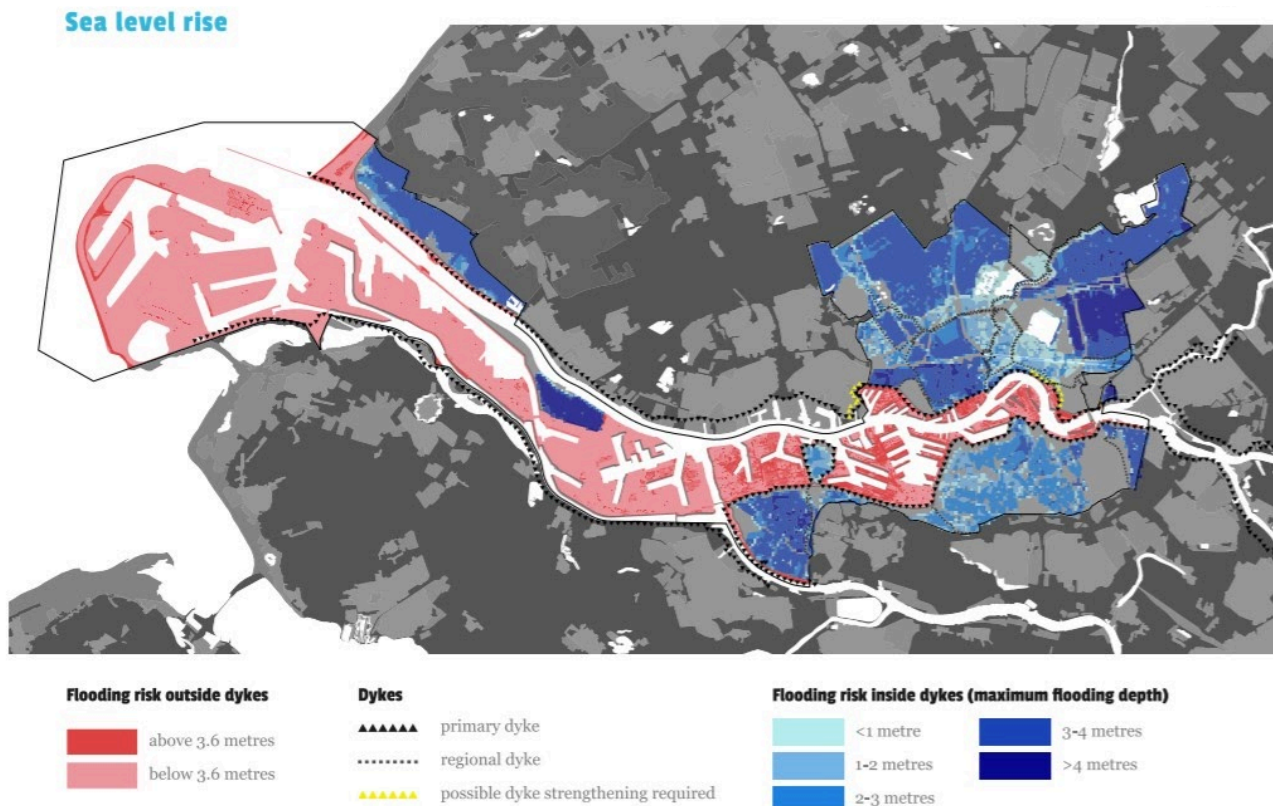 Sea level rise
Flooding risk outside dykes
above 3.6 metres
below 3.6 metres
Dykes
primary dyke
regional dyke
possible dyke strengthening required
Flooding risk inside dykes (maximum flooding depth)
<1 metre
1-2 metres
2-3 metres
3-4 metres
>4 metres